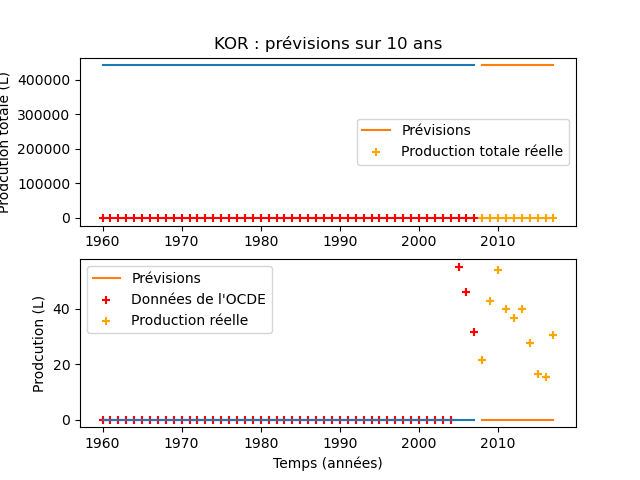 KOR : prévisions sur 10 ans
Prodcution totale (L)
400000
300000
200000
100000
0
Prévisions
Production totale réelle
1960 1970 1980 1990 2000 2010
Prodcution (L)
40
20
0
Prévisions
Données de l'OCDE
Production réelle
1960 1970 1980 1990 2000 2010
Temps (années)